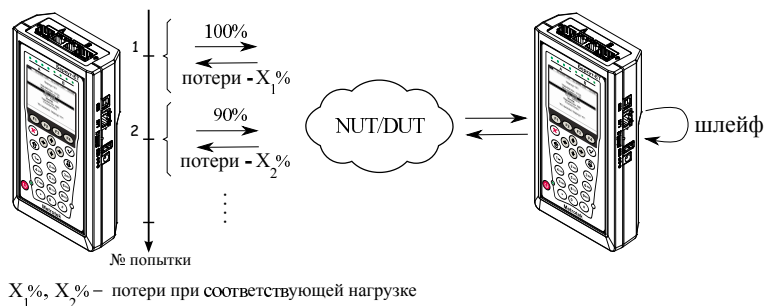 1
100%
потери - X₁%
2
90%
потери - X₂%
NUT/DUT
шлейф
№ попытки
X₁%, X₂% – потери при соответствующей нагрузке